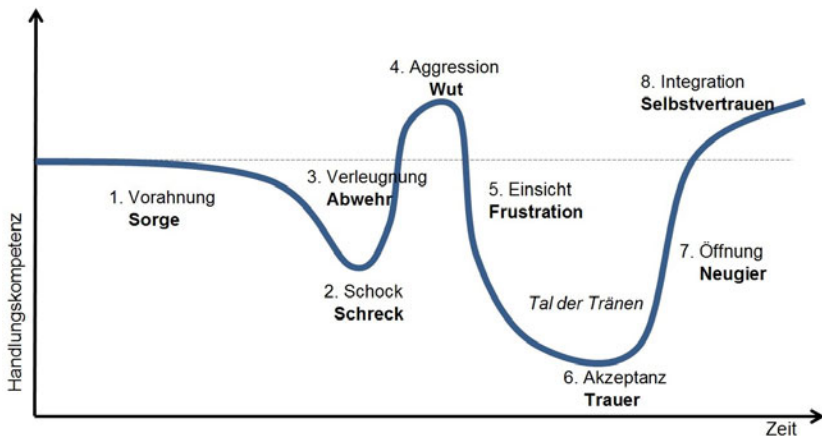 4. Aggression
Wut
8. Integration
Selbstvertrauen
3. Verleugnung
Abwehr
1. Vorahnung
Sorge
5. Einsicht
Frustration
7. Öffnung
Neugier
2. Schock
Schreck
Tal der Tränen
6. Akzeptanz
Trauer
Handlungskompetenz
Zeit